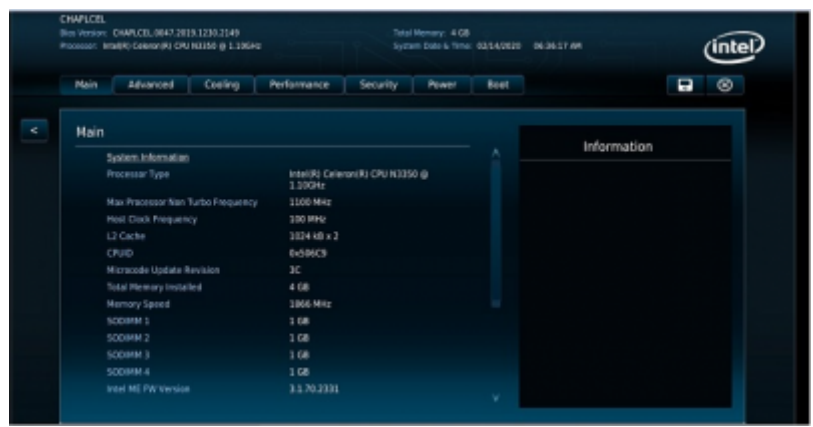 CHAPLCEL
Bios Version: CHAPLCEL.0047.2019.1230.2149
Total Memory: 4 GB
Processor: Intel(R) Celeron(R) CPU N3350 @ 1.10GHz
System Date & Time: 02/14/2020 06:36:17 AM
intel
Main Advanced Cooling Performance Security Power Boot
<
Main
Information
System Information
Processor Type Intel(R) Celeron(R) CPU N3350 @
1.10GHz
Max Processor Non Turbo Frequency 1100 MHz
Host Clock Frequency 100 MHz
L2 Cache 1024 kB x 2
CPUID 0x506C9
Microcode Update Revision 3C
Total Memory Installed 4 GB
Memory Speed 1866 MHz
SODIMM 1 1 GB
SODIMM 2 1 GB
SODIMM 3 1 GB
SODIMM 4 1 GB
Intel ME FW Version 3.1.70.2331